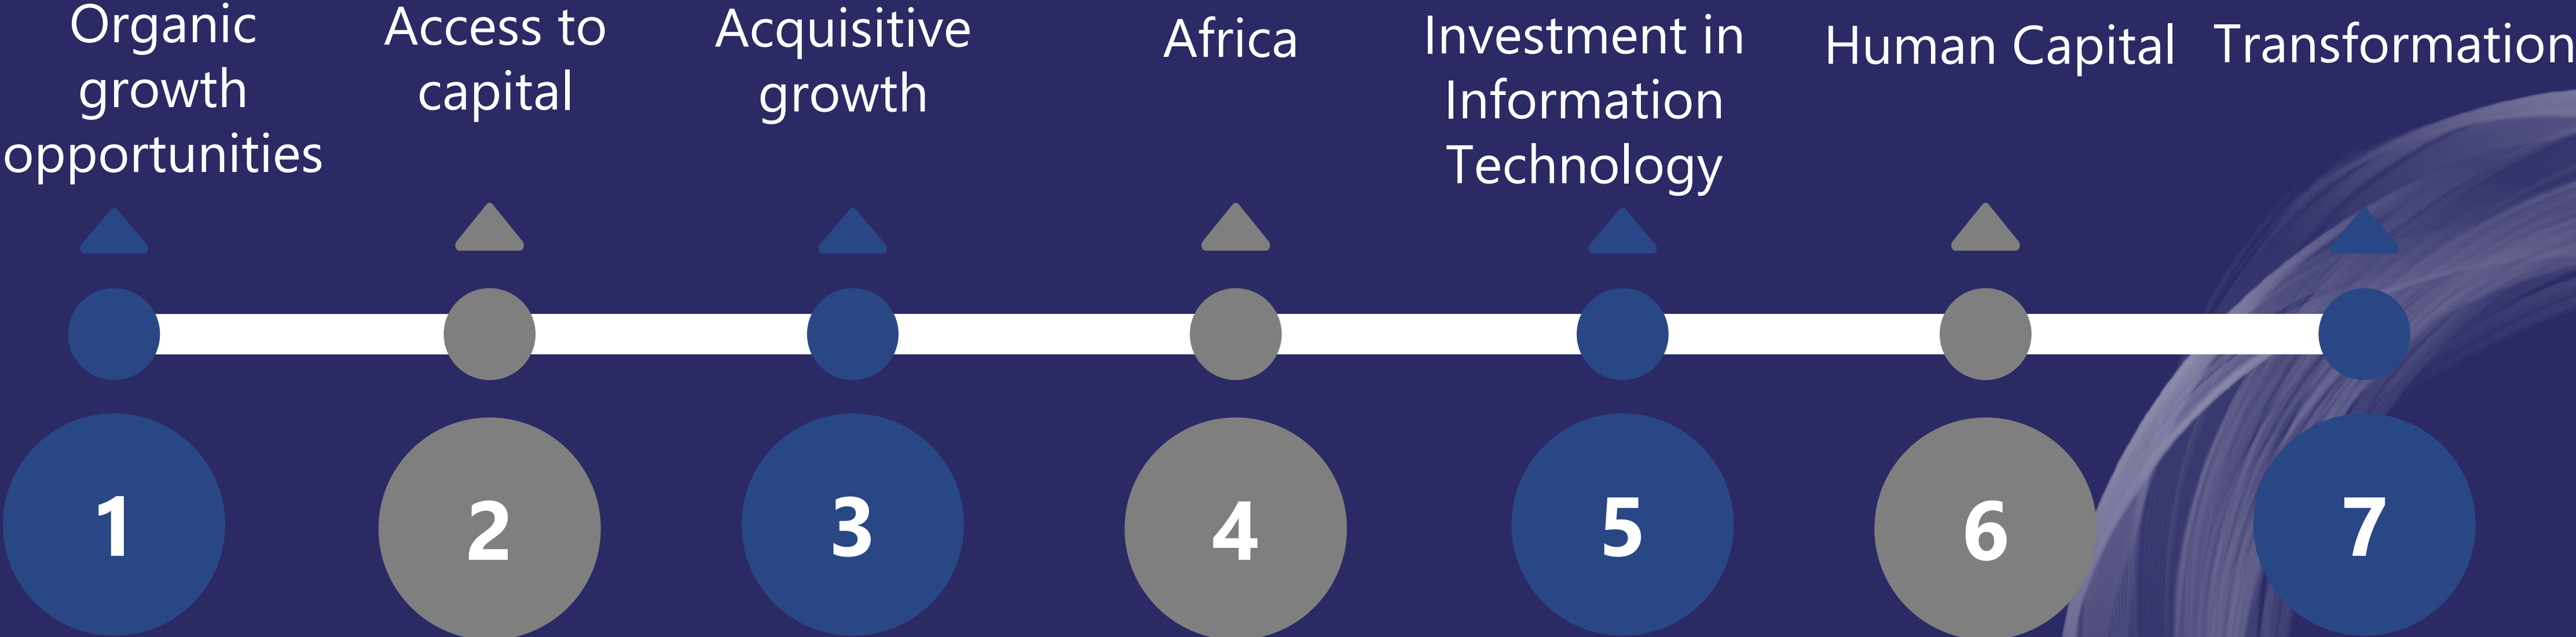 Organic
growth
opportunities
Access to
capital
Acquisitive
growth
Africa
Investment in
Information
Technology
Human Capital
Transformation
1
2
3
4
5
6
7